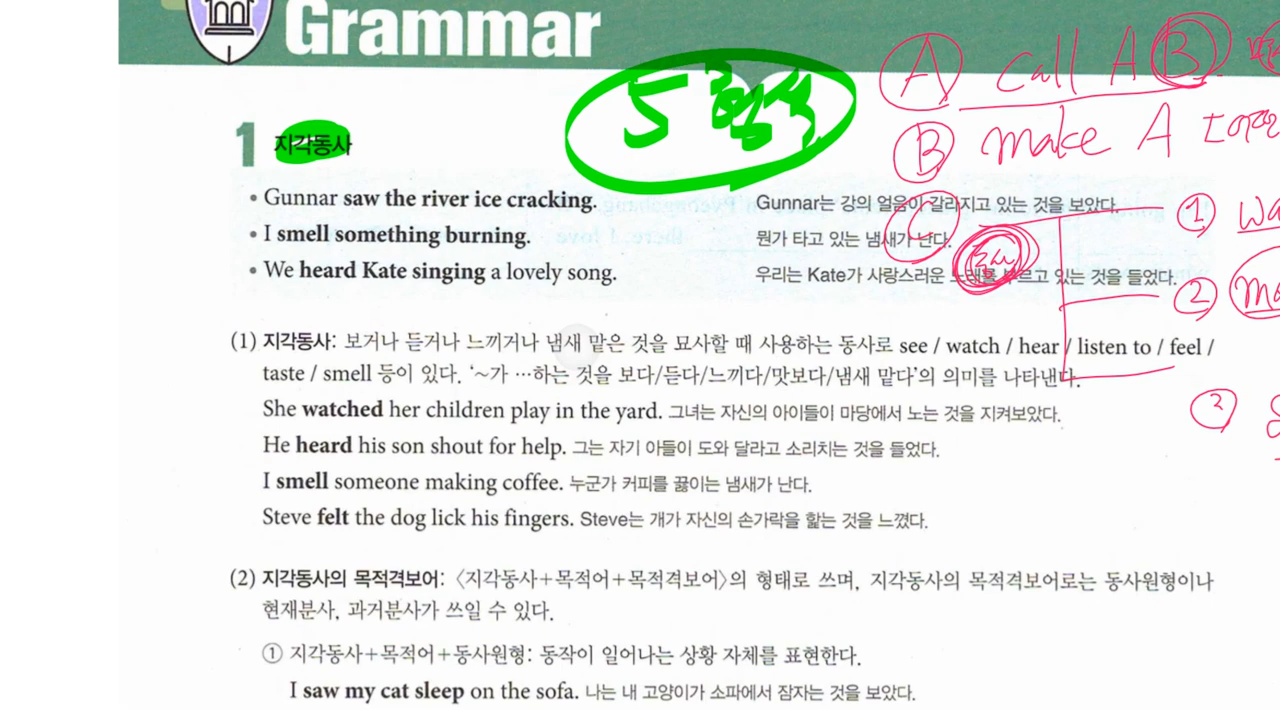 Grammar
5형식
Ⓐ call A Ⓑ
Ⓑ make A
Ⓒ
동사
①
②
②
1 지각동사
• Gunnar saw the river ice cracking. Gunnar는 강의 얼음이 갈라지고 있는 것을 보았다.
• I smell something burning. 뭔가 타고 있는 냄새가 난다.
• We heard Kate singing a lovely song. 우리는 Kate가 사랑스러운 노래를 부르고 있는 것을 들었다.
(1) 지각동사: 보거나 듣거나 느끼거나 냄새 맡은 것을 묘사할 때 사용하는 동사로 see / watch / hear / listen to / feel /
taste / smell 등이 있다. ‘~가 …하는 것을 보다/듣다/느끼다/맛보다/냄새 맡다’의 의미를 나타낸다.
She watched her children play in the yard. 그녀는 자신의 아이들이 마당에서 노는 것을 지켜보았다.
He heard his son shout for help. 그는 자기 아들이 도와 달라고 소리치는 것을 들었다.
I smell someone making coffee. 누군가 커피를 끓이는 냄새가 난다.
Steve felt the dog lick his fingers. Steve는 개가 자신의 손가락을 핥는 것을 느꼈다.
(2) 지각동사의 목적격보어: 〈지각동사+목적어+목적격보어〉의 형태로 쓰며, 지각동사의 목적격보어로는 동사원형이나
현재분사, 과거분사가 쓰일 수 있다.
① 지각동사+목적어+동사원형: 동작이 일어나는 상황 자체를 표현한다.
I saw my cat sleep on the sofa. 나는 내 고양이가 소파에서 잠자는 것을 보았다.